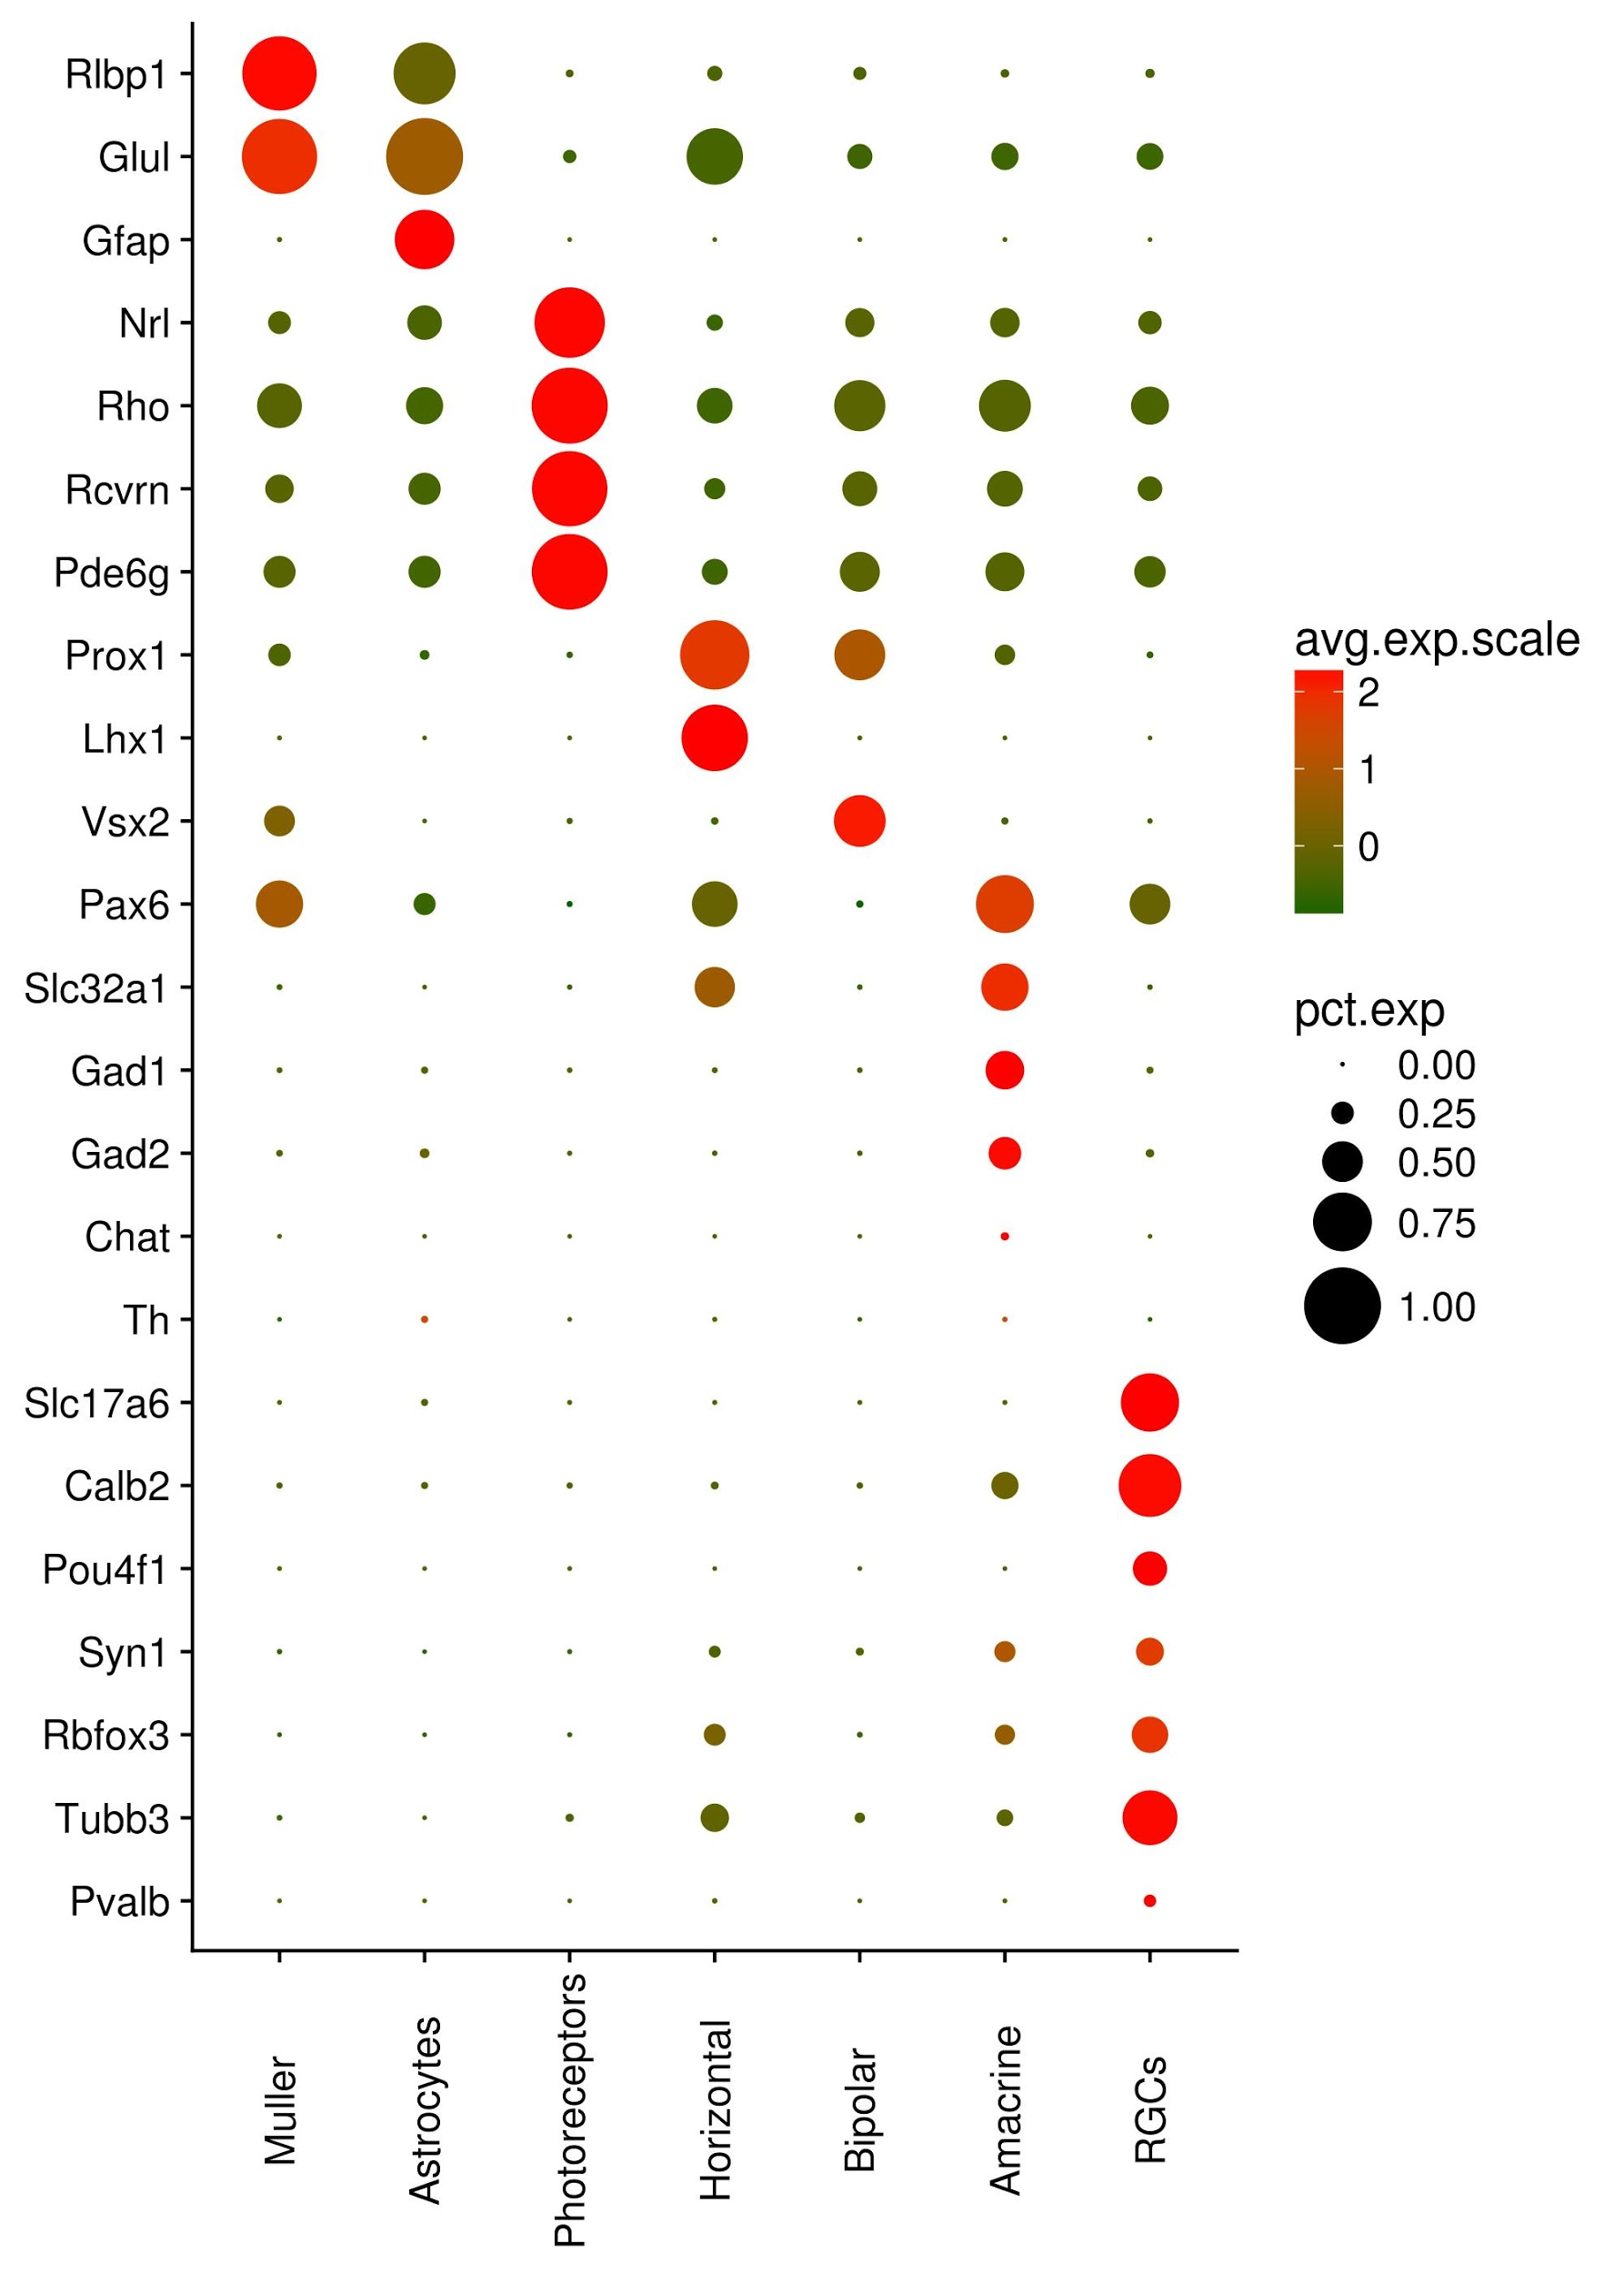 Rlbp1
Glul
Gfap
Nrl
Rho
Rcvrn
Pde6g
Prox1
Lhx1
Vsx2
Pax6
Slc32a1
Gad1
Gad2
Chat
Th
Slc17a6
Calb2
Pou4f1
Syn1
Rbfox3
Tubb3
Pvalb
Muller
Astrocytes
Photoreceptors
Horizontal
Bipolar
Amacrine
RGCs
avg.exp.scale
2
1
0
pct.exp
0.00
0.25
0.50
0.75
1.00